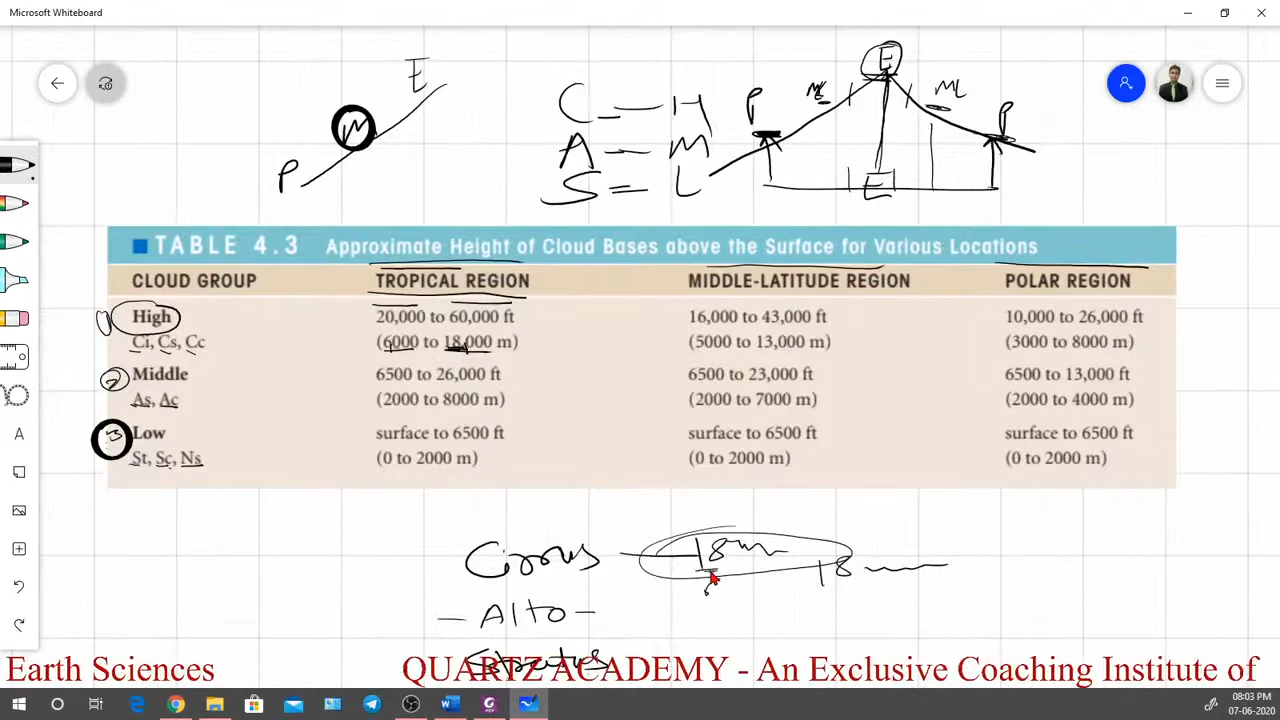 Microsoft Whiteboard
E
M
P
C — H
A — M
S = L
E
P
ML
ML
P
E
TABLE 4.3 Approximate Height of Cloud Bases above the Surface for Various Locations
CLOUD GROUP TROPICAL REGION MIDDLE-LATITUDE REGION POLAR REGION
1 High 20,000 to 60,000 ft 16,000 to 43,000 ft 10,000 to 26,000 ft
Ci, Cs, Cc (6000 to 18,000 m) (5000 to 13,000 m) (3000 to 8000 m)
2 Middle 6500 to 26,000 ft 6500 to 23,000 ft 6500 to 13,000 ft
As, Ac (2000 to 8000 m) (2000 to 7000 m) (2000 to 4000 m)
3 Low surface to 6500 ft surface to 6500 ft surface to 6500 ft
St, Sc, Ns (0 to 2000 m) (0 to 2000 m) (0 to 2000 m)
Cirrus — 18m
18
— Alto —
Stratus
Earth Sciences QUARTZ ACADEMY - An Exclusive Coaching Institute of
08:03 PM
07-06-2020